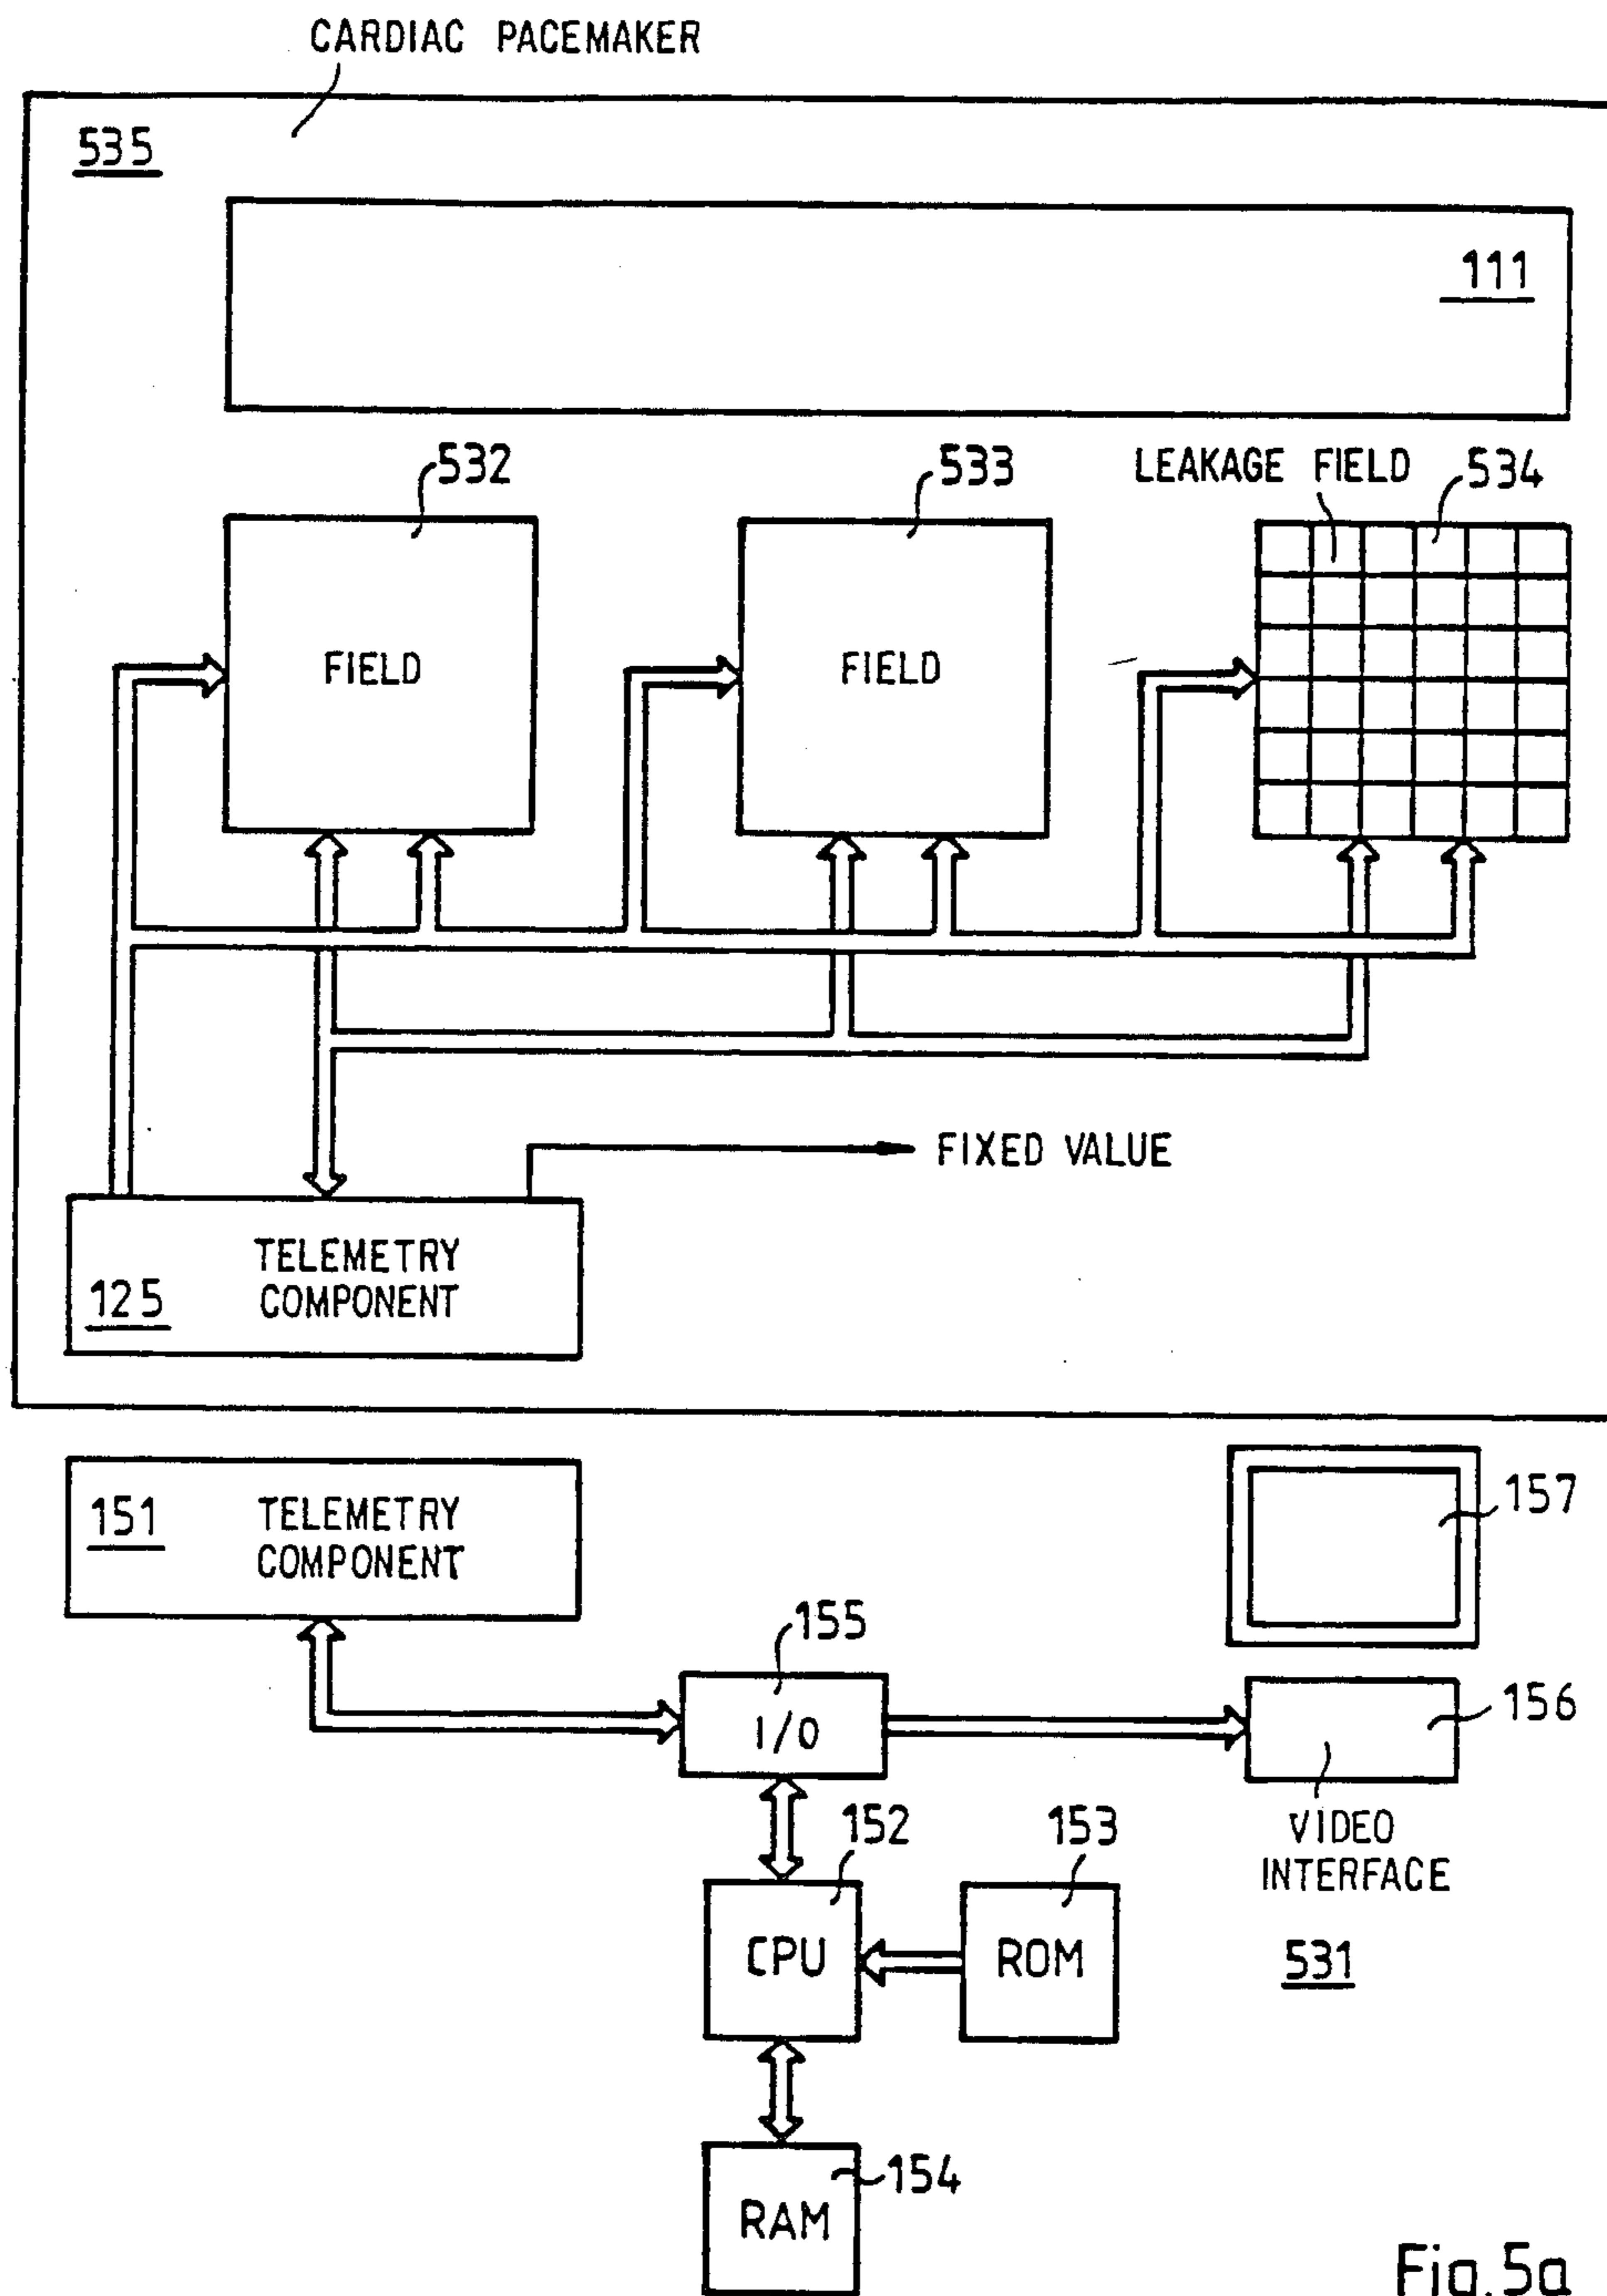 CARDIAC PACEMAKER
535
111
532
533
LEAKAGE FIELD
534
FIELD
FIELD
FIXED VALUE
TELEMETRY
COMPONENT
125
151
TELEMETRY
COMPONENT
157
155
I/O
156
VIDEO
INTERFACE
152
153
CPU
ROM
531
154
RAM
Fig.5a